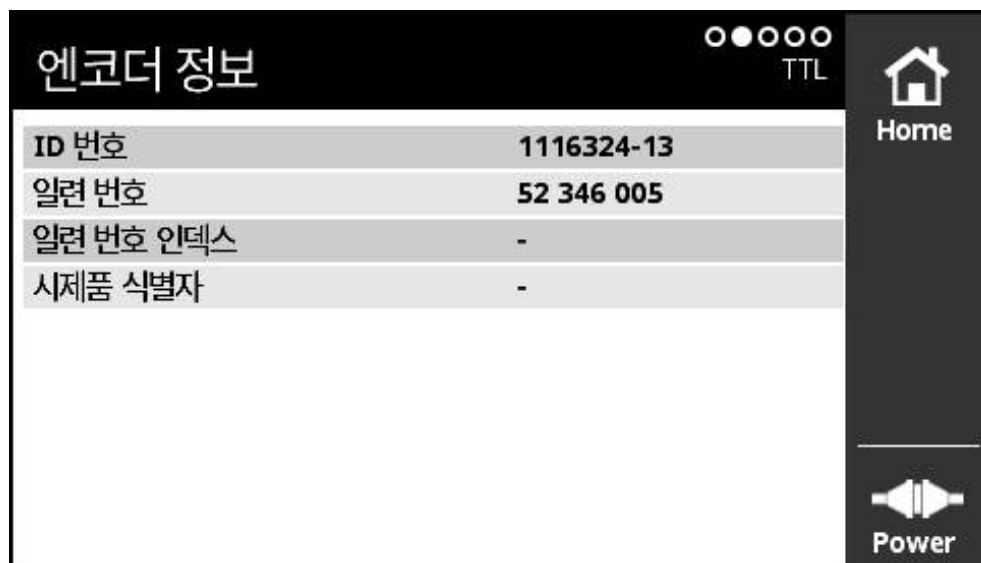 엔코더 정보
TTL
Home
ID 번호 1116324-13
일련 번호 52 346 005
일련 번호 인덱스 -
시제품 식별자 -
Power